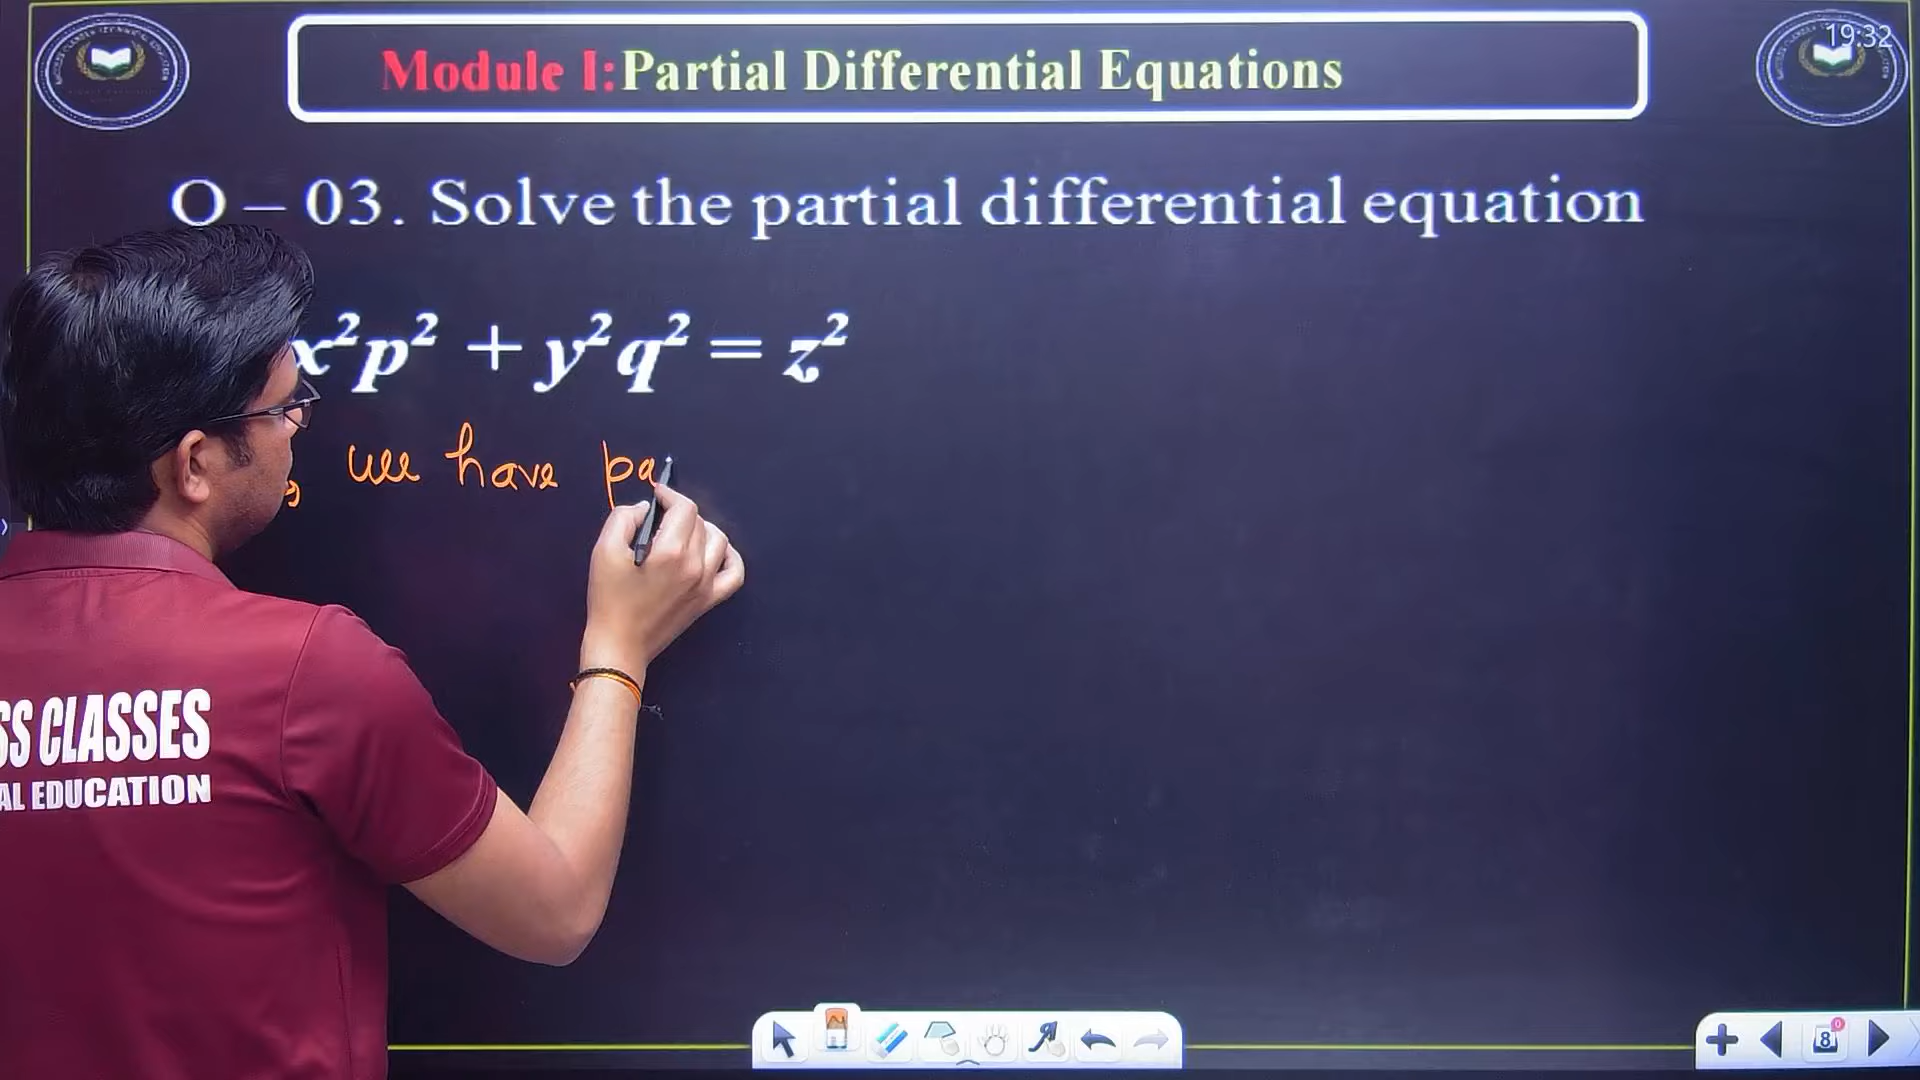 19:32
Module I:Partial Differential Equations
Q – 03. Solve the partial differential equation
x²p² + y²q² = z²
we have pa
SS CLASSES
AL EDUCATION
8
0